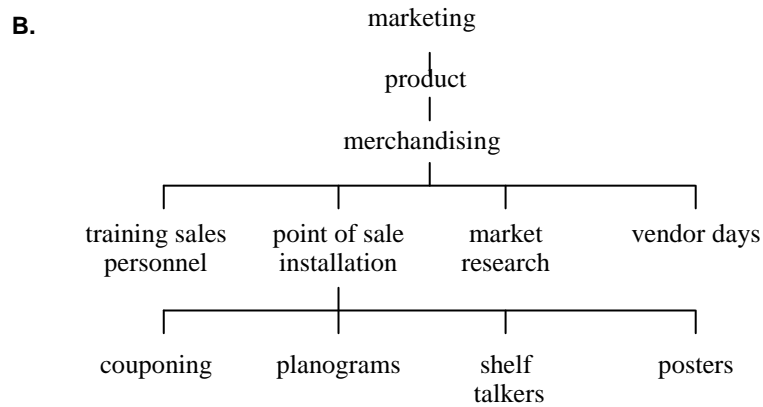 B.
marketing
product
merchandising
training sales
personnel
point of sale
installation
market
research
vendor days
couponing
planograms
shelf
talkers
posters